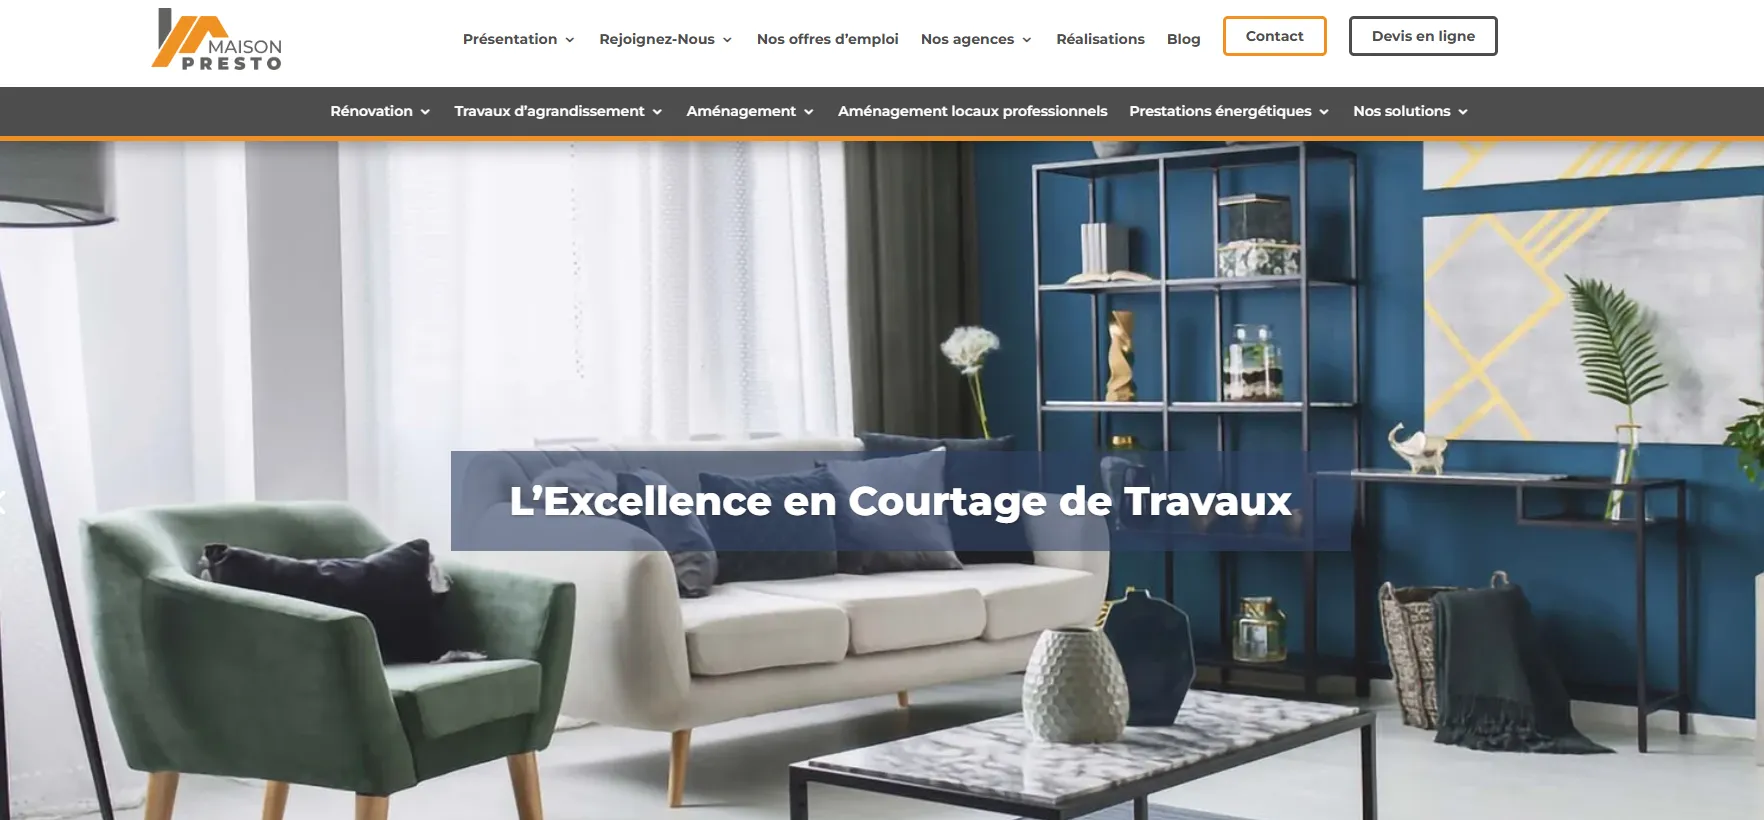 MAISON
PRESTO
Présentation Rejoignez-Nous Nos offres d’emploi Nos agences Réalisations Blog Contact Devis en ligne
Rénovation Travaux d’agrandissement Aménagement Aménagement locaux professionnels Prestations énergétiques Nos solutions
L’Excellence en Courtage de Travaux